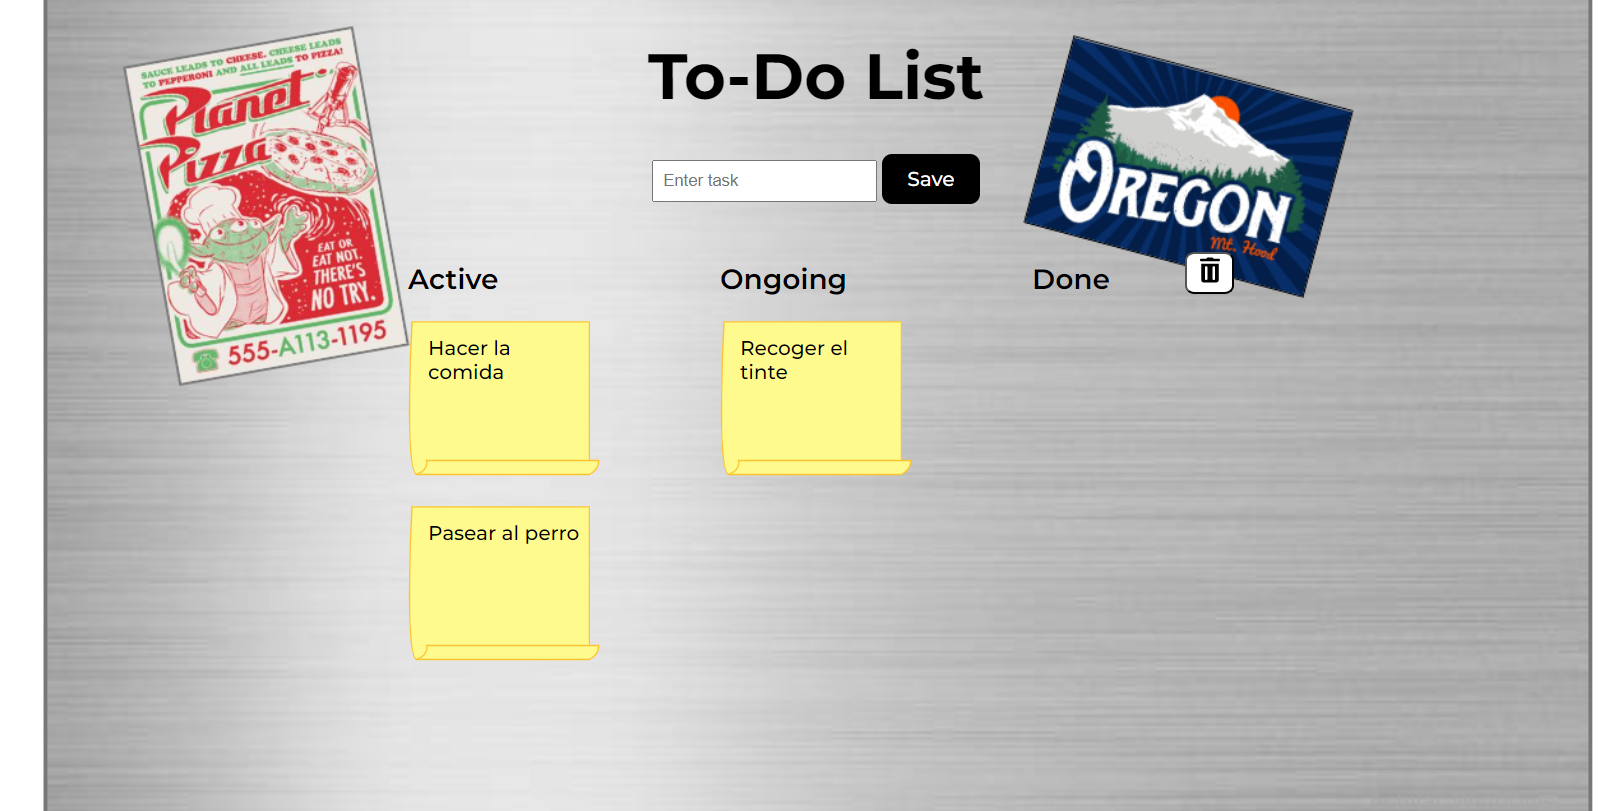 SAUCE LEADS TO CHEESE. CHEESE LEADS
TO PEPPERONI AND ALL LEADS TO PIZZA!
Planet
Pizza
EAT OR
EAT NOT.
THERE'S
NO TRY.
555-A113-1195
To-Do List
Enter task
Save
OREGON
Mt. Hood
Active
Ongoing
Done
Hacer la
comida
Recoger el
tinte
Pasear al perro